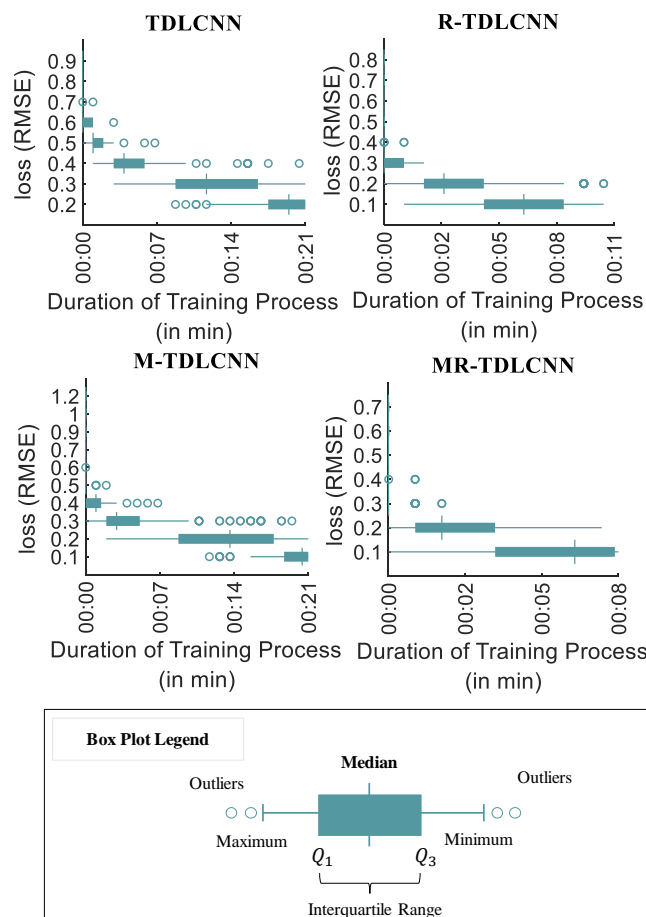 TDLCNN
loss (RMSE)
0.9
0.8
0.7
0.6
0.5
0.4
0.3
0.2
00:00
00:07
00:14
00:21
Duration of Training Process
(in min)
R-TDLCNN
loss (RMSE)
0.8
0.7
0.6
0.5
0.4
0.3
0.2
0.1
00:00
00:02
00:05
00:08
00:11
Duration of Training Process
(in min)
M-TDLCNN
loss (RMSE)
1.2
1
0.9
0.7
0.6
0.5
0.4
0.3
0.2
0.1
00:00
00:07
00:14
00:21
Duration of Training Process
(in min)
MR-TDLCNN
loss (RMSE)
0.7
0.6
0.5
0.4
0.3
0.2
0.1
00:00
00:02
00:05
00:08
Duration of Training Process
(in min)
Box Plot Legend
Median
Outliers
Outliers
Maximum
Minimum
Q1
Q3
Interquartile Range